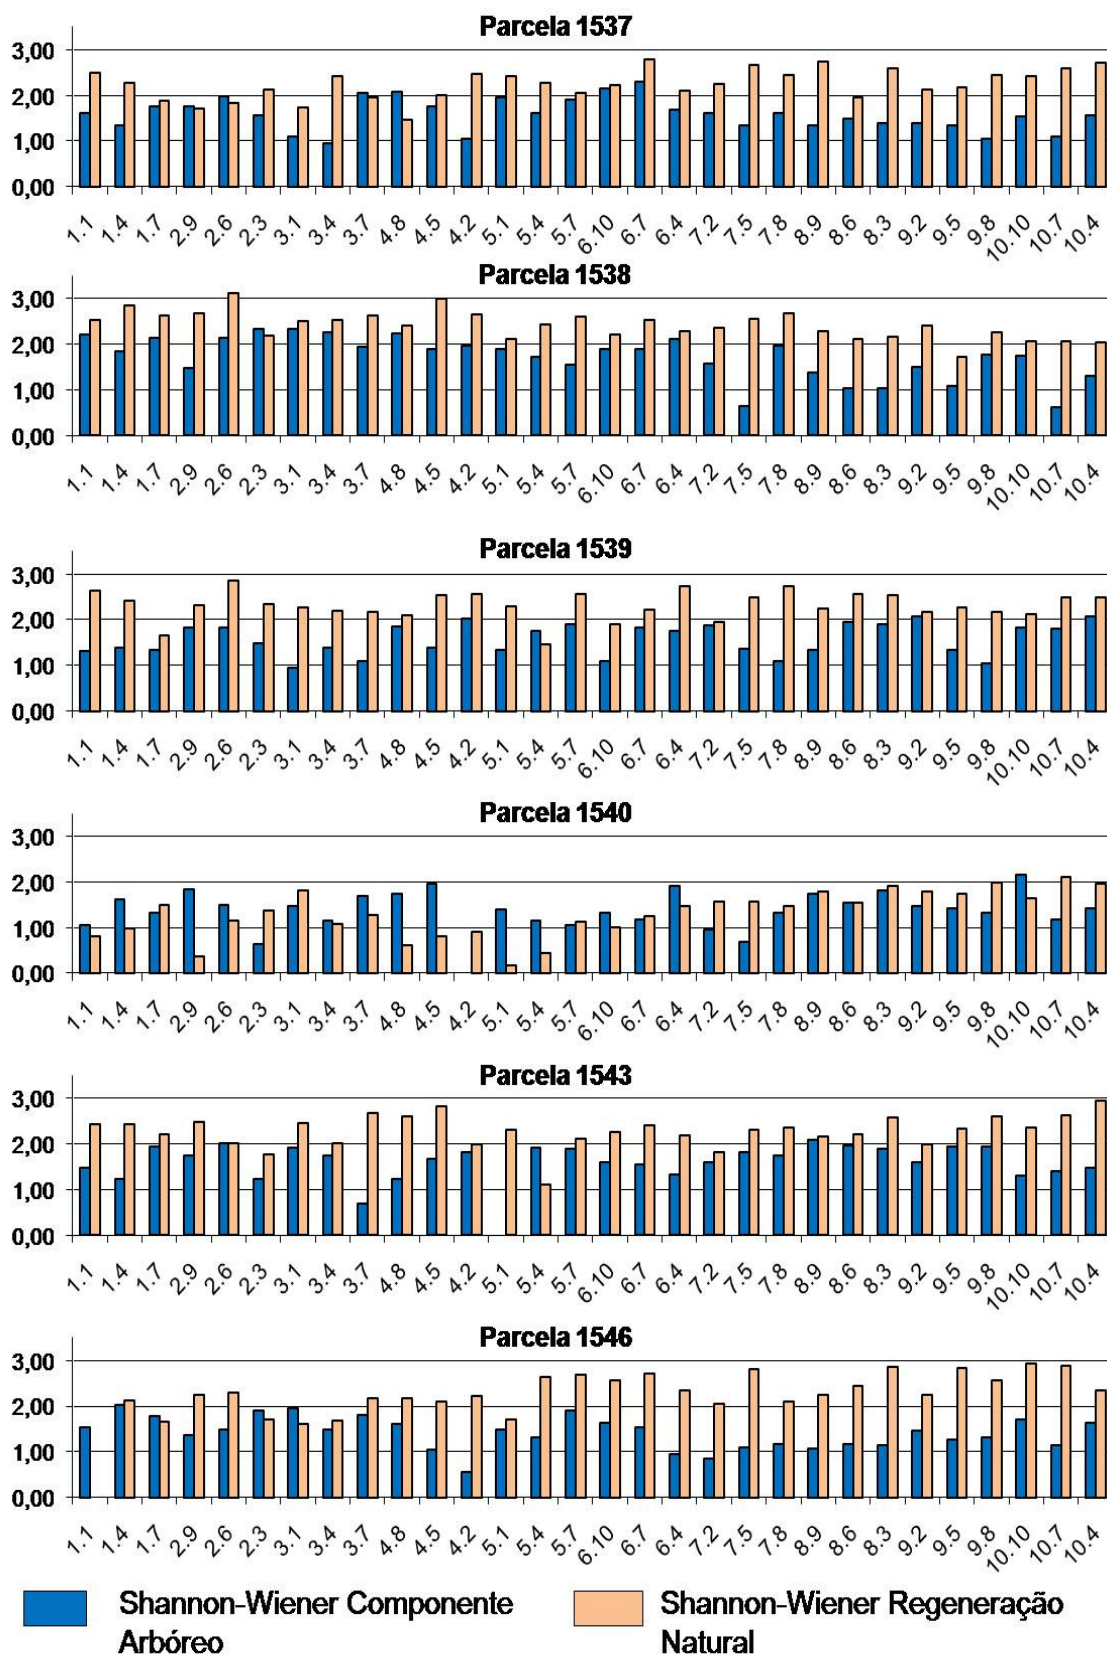 Parcela 1537
3,00
2,00
1,00
0,00
1.1 1.4 1.7 2.9 2.6 2.3 3.1 3.4 3.7 4.8 4.5 4.2 5.1 5.4 5.7 6.10 6.7 6.4 7.2 7.5 7.8 8.9 8.6 8.3 9.2 9.5 9.8 10.10 10.7 10.4
Parcela 1538
3,00
2,00
1,00
0,00
1.1 1.4 1.7 2.9 2.6 2.3 3.1 3.4 3.7 4.8 4.5 4.2 5.1 5.4 5.7 6.10 6.7 6.4 7.2 7.5 7.8 8.9 8.6 8.3 9.2 9.5 9.8 10.10 10.7 10.4
Parcela 1539
3,00
2,00
1,00
0,00
1.1 1.4 1.7 2.9 2.6 2.3 3.1 3.4 3.7 4.8 4.5 4.2 5.1 5.4 5.7 6.10 6.7 6.4 7.2 7.5 7.8 8.9 8.6 8.3 9.2 9.5 9.8 10.10 10.7 10.4
Parcela 1540
3,00
2,00
1,00
0,00
1.1 1.4 1.7 2.9 2.6 2.3 3.1 3.4 3.7 4.8 4.5 4.2 5.1 5.4 5.7 6.10 6.7 6.4 7.2 7.5 7.8 8.9 8.6 8.3 9.2 9.5 9.8 10.10 10.7 10.4
Parcela 1543
3,00
2,00
1,00
0,00
1.1 1.4 1.7 2.9 2.6 2.3 3.1 3.4 3.7 4.8 4.5 4.2 5.1 5.4 5.7 6.10 6.7 6.4 7.2 7.5 7.8 8.9 8.6 8.3 9.2 9.5 9.8 10.10 10.7 10.4
Parcela 1546
3,00
2,00
1,00
0,00
1.1 1.4 1.7 2.9 2.6 2.3 3.1 3.4 3.7 4.8 4.5 4.2 5.1 5.4 5.7 6.10 6.7 6.4 7.2 7.5 7.8 8.9 8.6 8.3 9.2 9.5 9.8 10.10 10.7 10.4
Shannon-Wiener Componente
Arbóreo
Shannon-Wiener Regeneração
Natural